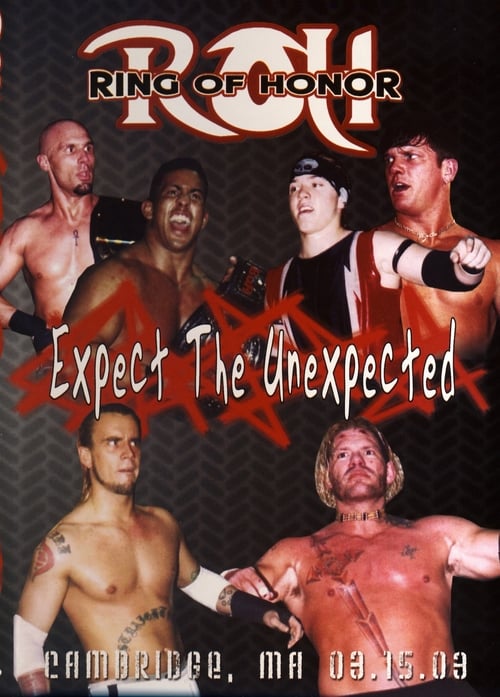 ROH
RING OF HONOR
Expect The Unexpected
CAMBRIDGE, MA 03.15.03